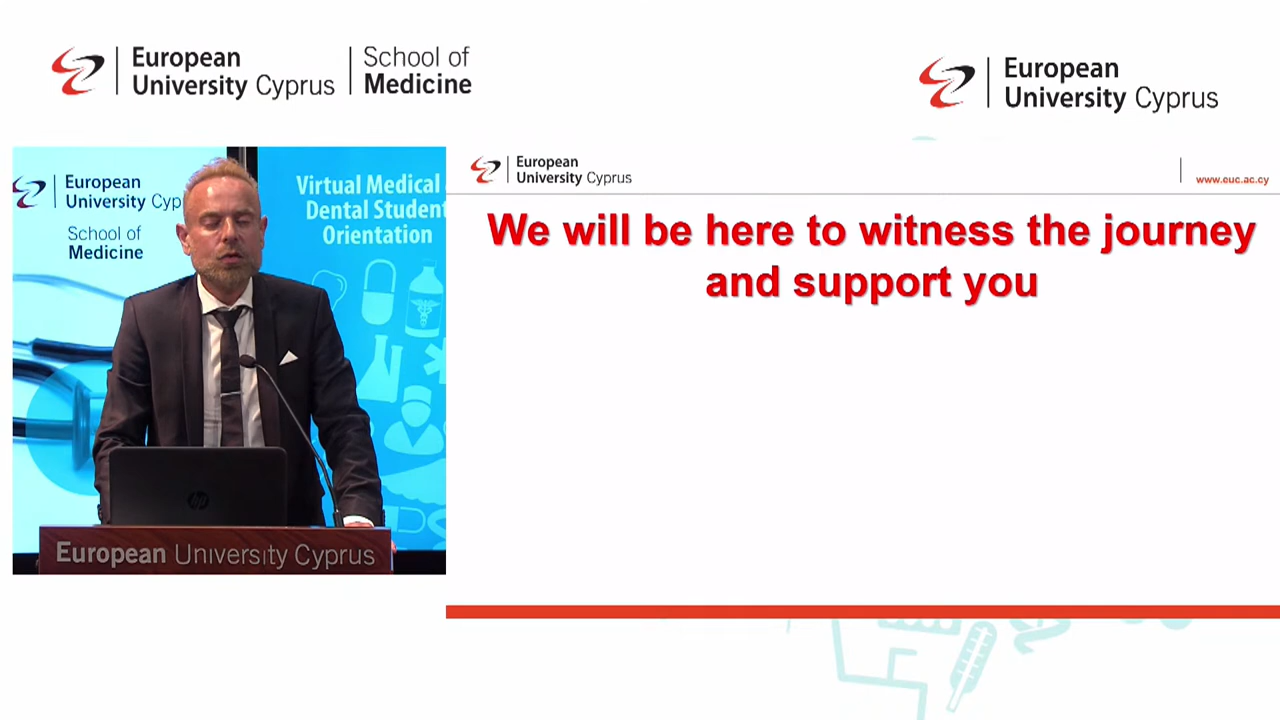 European
University Cyprus
School of
Medicine
European
University Cyprus
European
University Cyp
School of
Medicine
Virtual Medical
Dental Student
Orientation
hp
European University Cyprus
European
University Cyprus
www.euc.ac.cy
We will be here to witness the journey
and support you